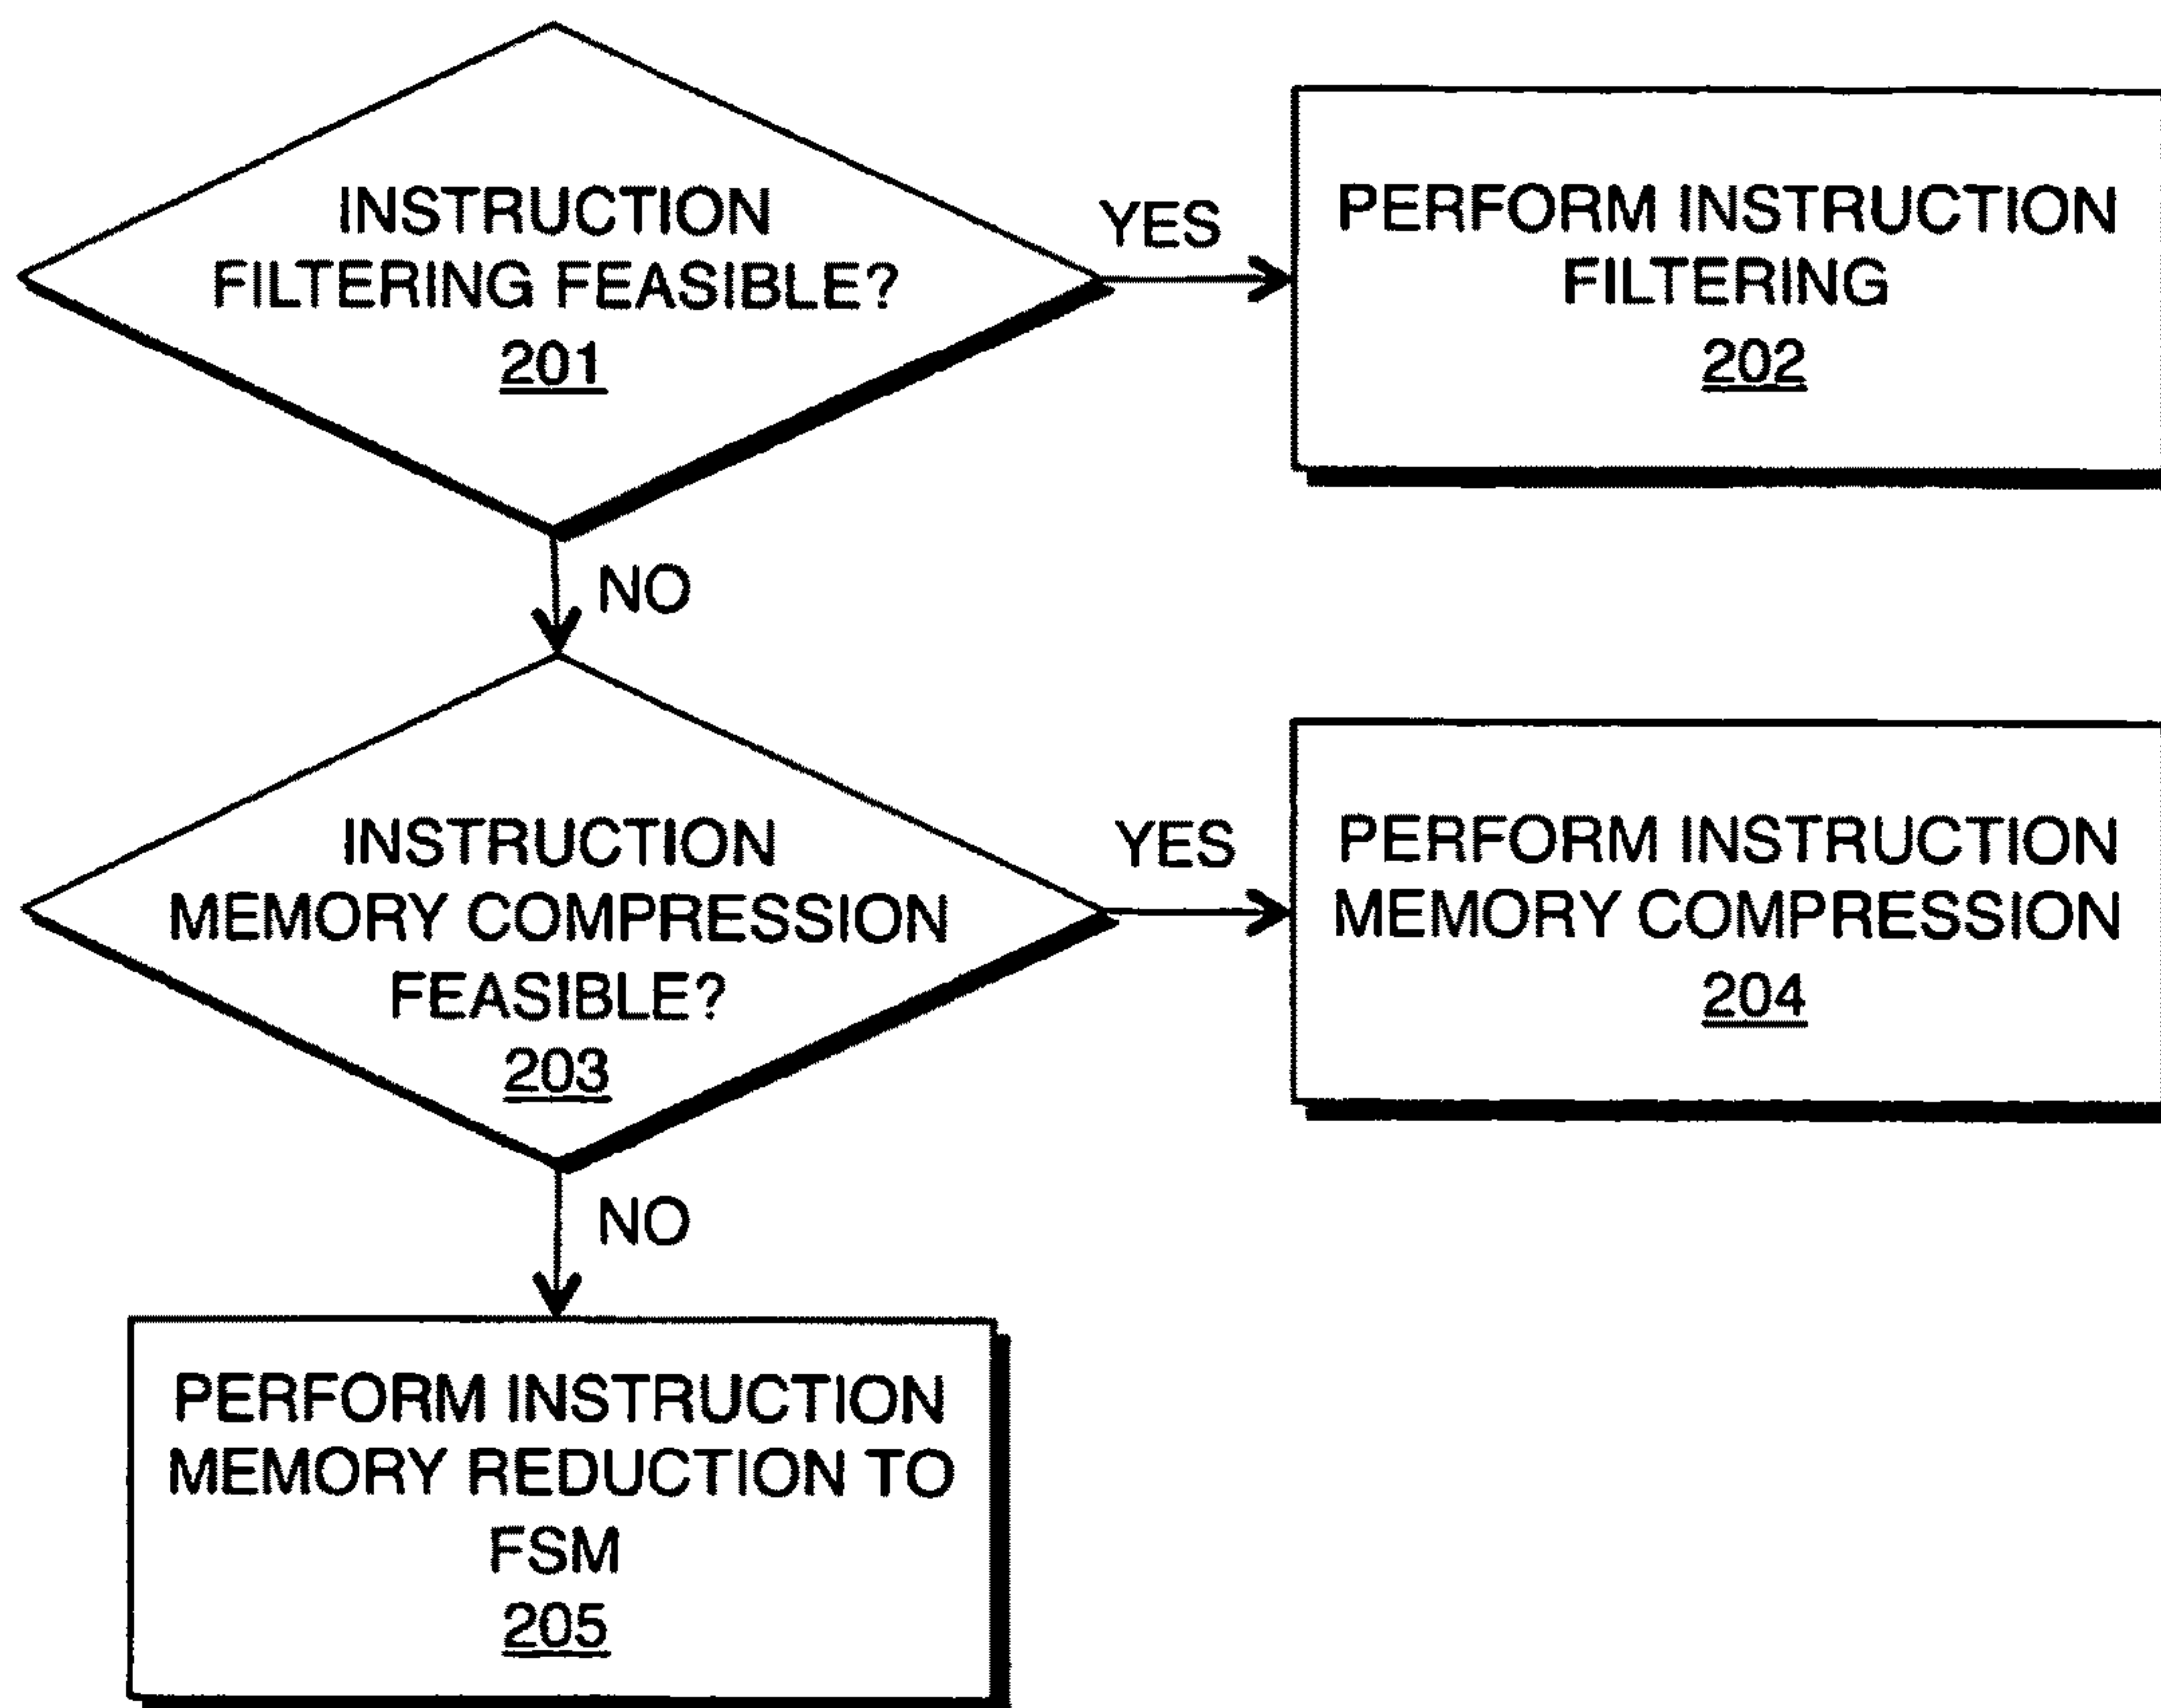 INSTRUCTION
FILTERING FEASIBLE?
201
YES
PERFORM INSTRUCTION
FILTERING
202
NO
INSTRUCTION
MEMORY COMPRESSION
FEASIBLE?
203
YES
PERFORM INSTRUCTION
MEMORY COMPRESSION
204
NO
PERFORM INSTRUCTION
MEMORY REDUCTION TO
FSM
205